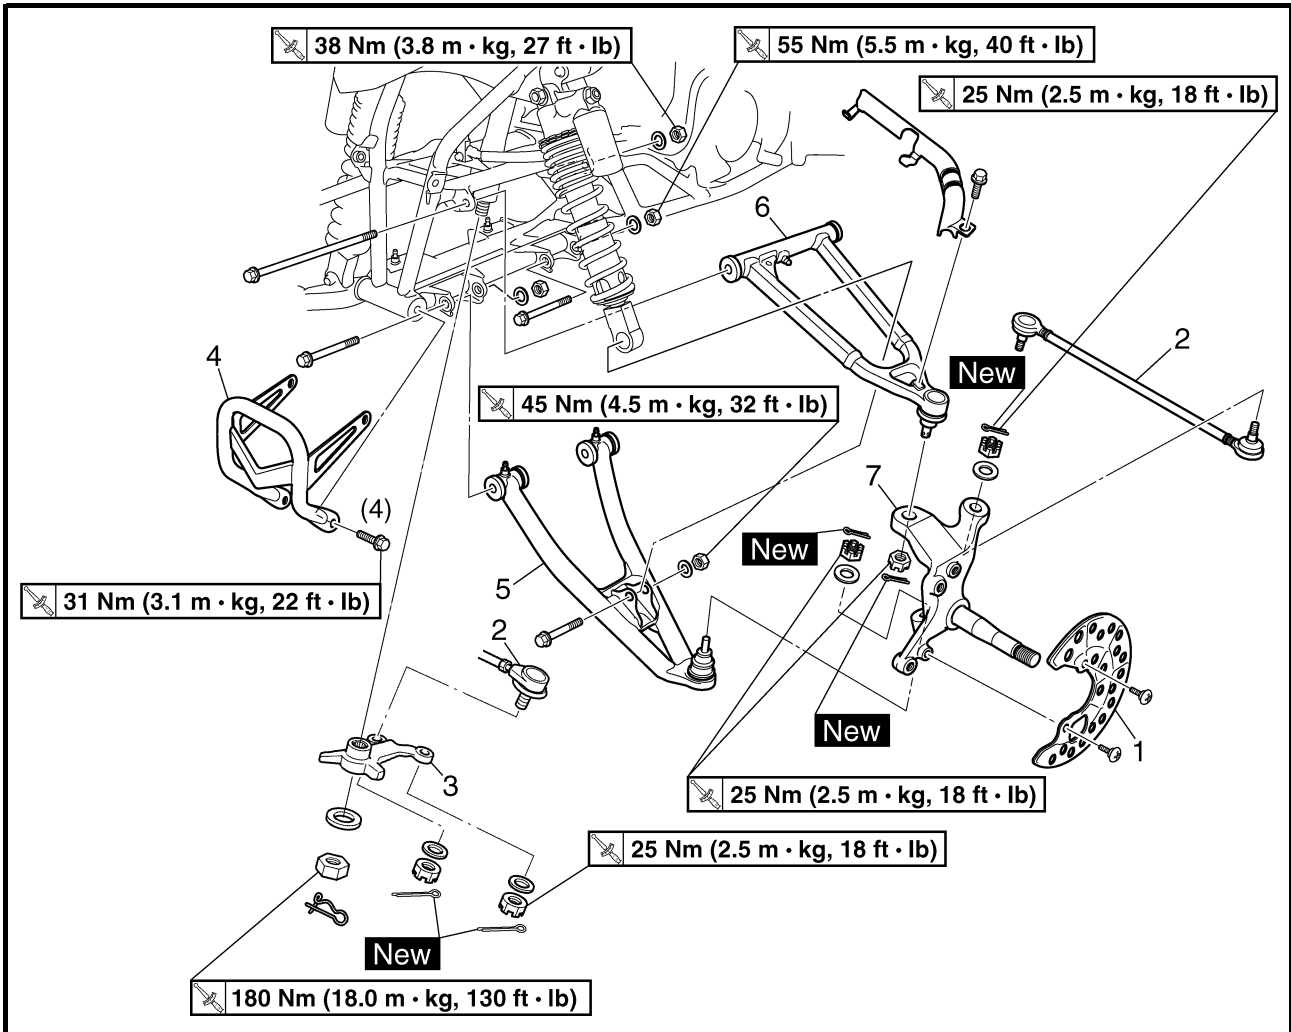 38 Nm (3.8 m • kg, 27 ft • lb)
55 Nm (5.5 m • kg, 40 ft • lb)
25 Nm (2.5 m • kg, 18 ft • lb)
6
2
4
New
45 Nm (4.5 m • kg, 32 ft • lb)
7
(4)
New
5
31 Nm (3.1 m • kg, 22 ft • lb)
2
New
1
3
25 Nm (2.5 m • kg, 18 ft • lb)
25 Nm (2.5 m • kg, 18 ft • lb)
New
180 Nm (18.0 m • kg, 130 ft • lb)